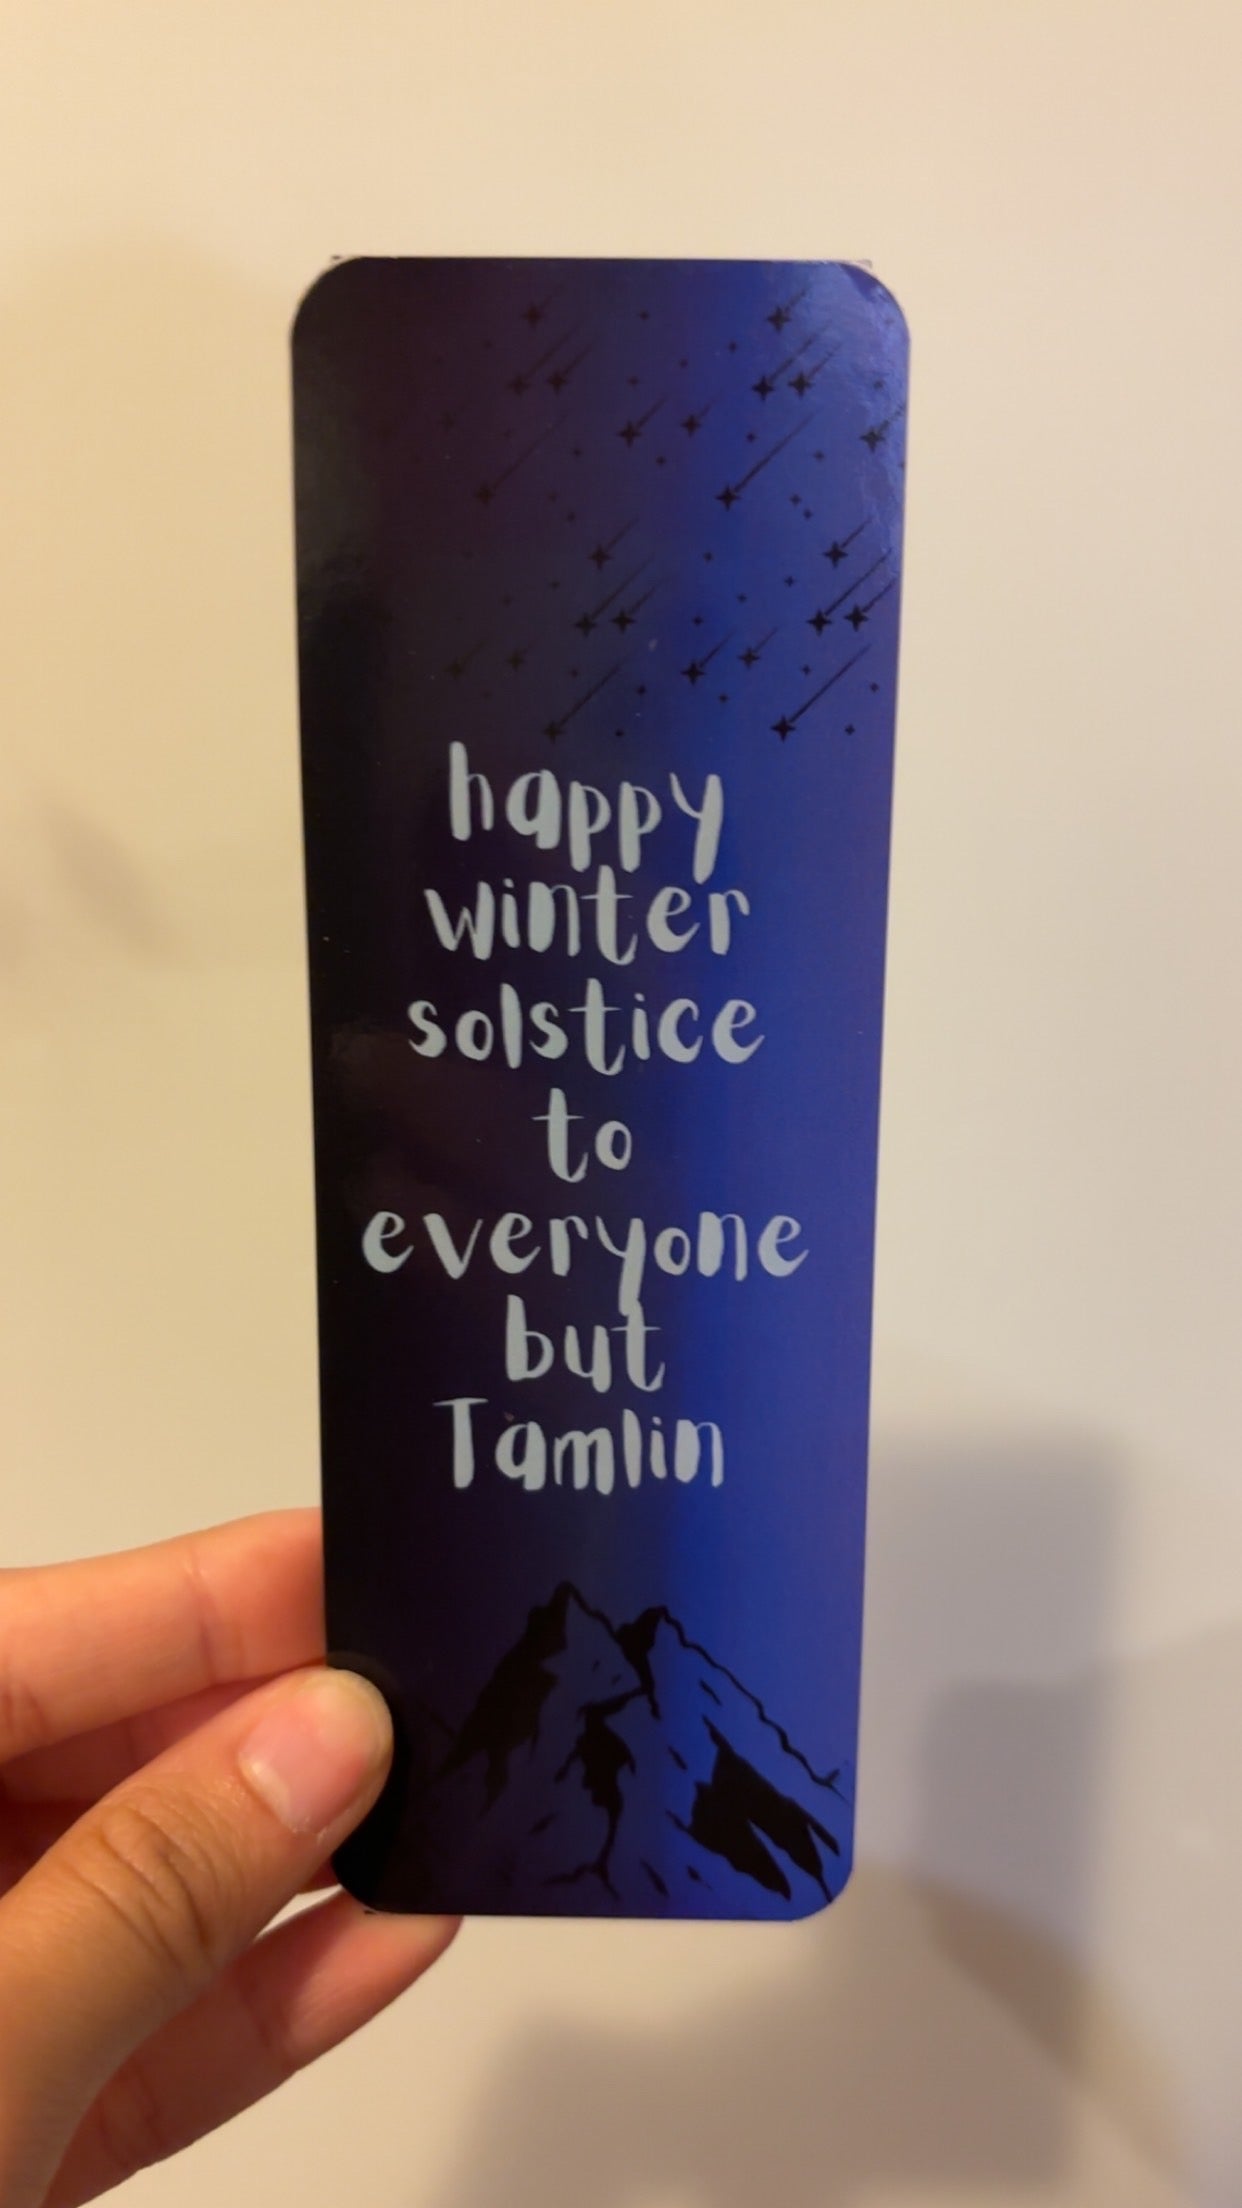 happy
winter
solstice
to
everyone
but
Tamlin